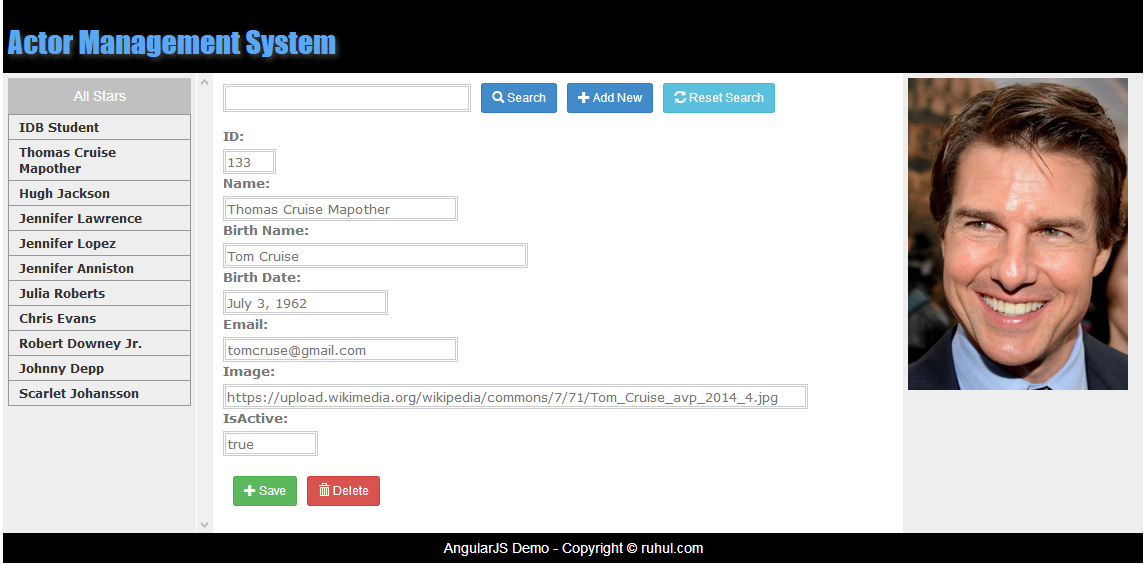 Actor Management System
All Stars
IDB Student
Thomas Cruise
Mapother
Hugh Jackson
Jennifer Lawrence
Jennifer Lopez
Jennifer Anniston
Julia Roberts
Chris Evans
Robert Downey Jr.
Johnny Depp
Scarlet Johansson
Search Add New Reset Search
ID:
133
Name:
Thomas Cruise Mapother
Birth Name:
Tom Cruise
Birth Date:
July 3, 1962
Email:
tomcruse@gmail.com
Image:
https://upload.wikimedia.org/wikipedia/commons/7/71/Tom_Cruise_avp_2014_4.jpg
IsActive:
true
Save Delete
AngularJS Demo - Copyright © ruhul.com